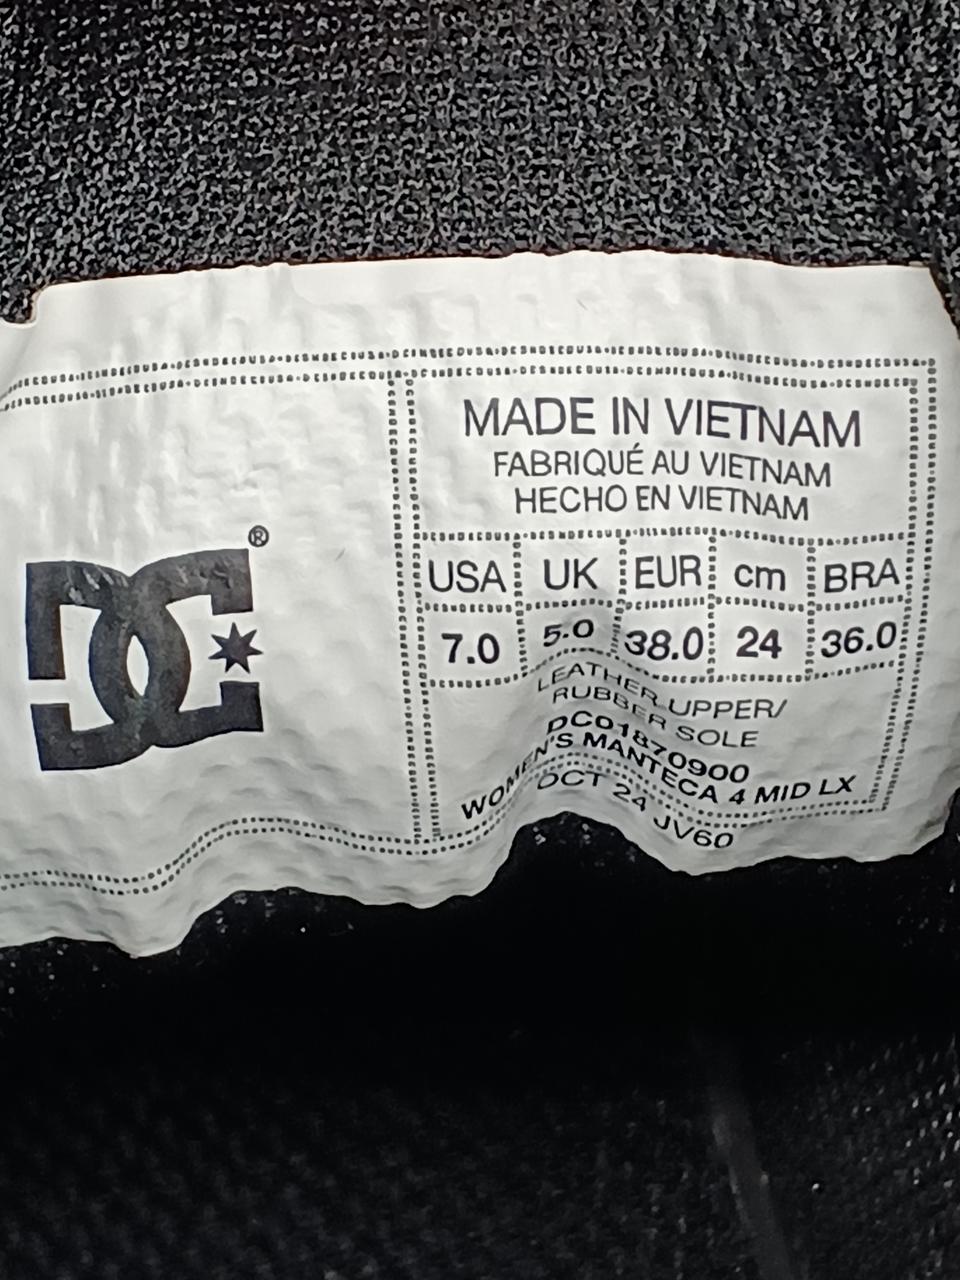 DC®
MADE IN VIETNAM
FABRIQUÉ AU VIETNAM
HECHO EN VIETNAM
USA UK EUR cm BRA
7.0 5.0 38.0 24 36.0
LEATHER UPPER/
RUBBER SOLE
DC01870900
WOMEN'S MANTECA 4 MID LX
OCT 24 JV60